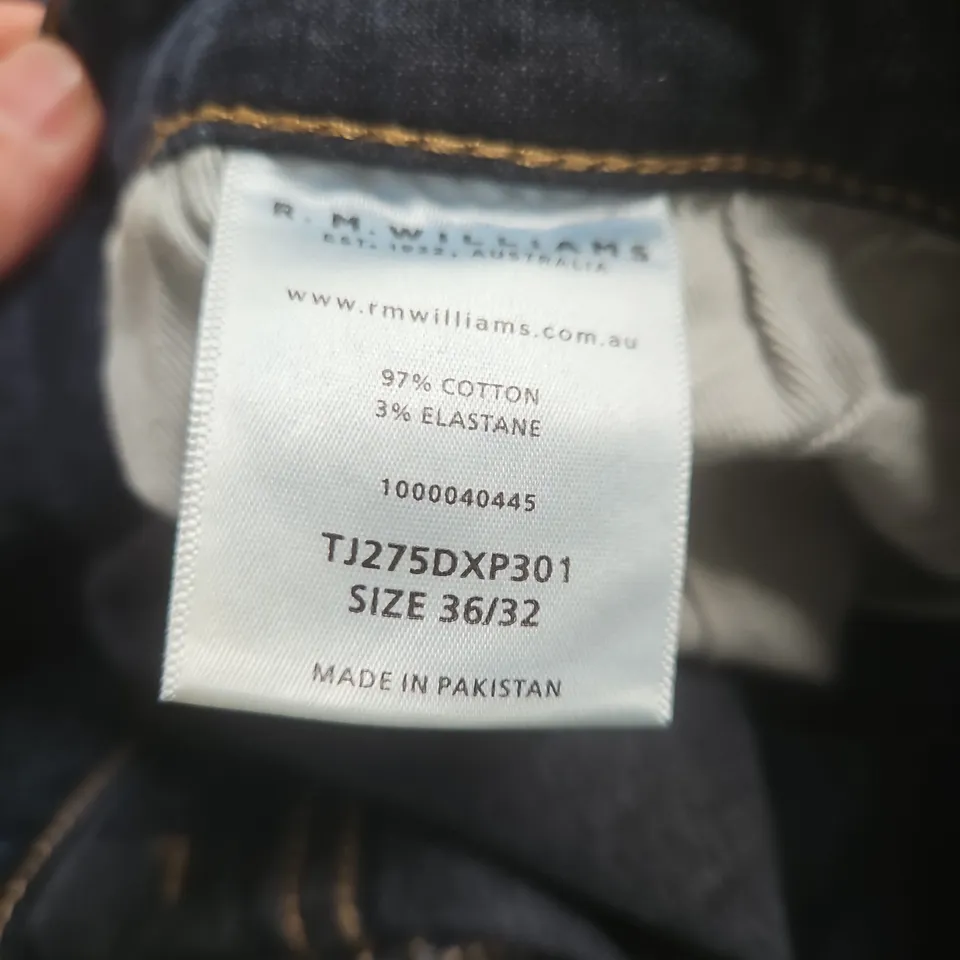 R. M. WILLIAMS
EST. 1932, AUSTRALIA
www.rmwilliams.com.au
97% COTTON
3% ELASTANE
1000040445
TJ275DXP301
SIZE 36/32
MADE IN PAKISTAN